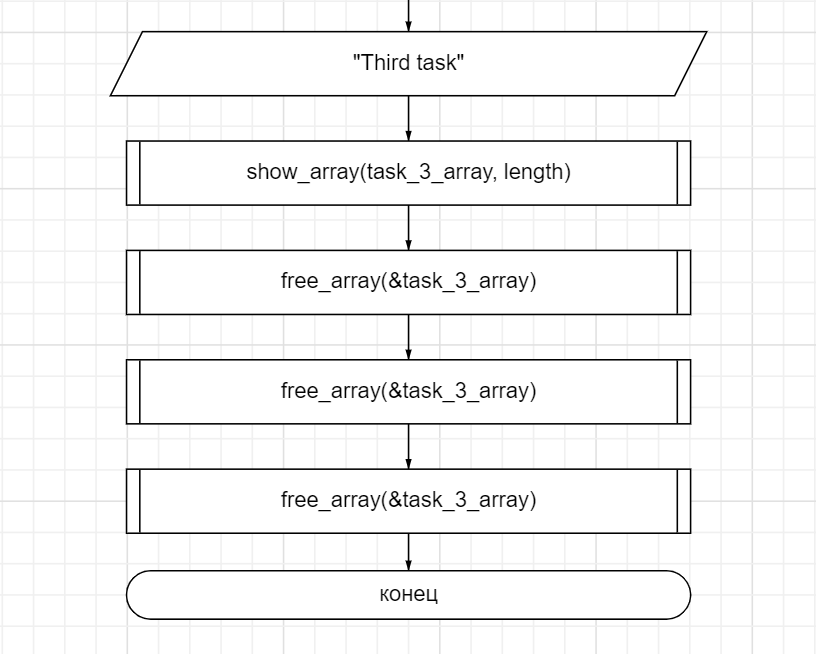 "Third task"
show_array(task_3_array, length)
free_array(&task_3_array)
free_array(&task_3_array)
free_array(&task_3_array)
конец